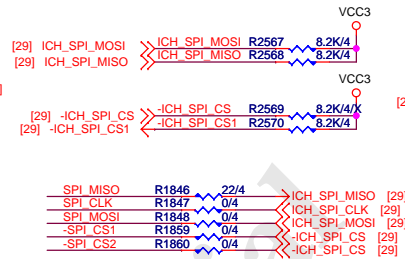 VCC3
[29] ICH_SPI_MOSI ICH_SPI_MOSI R2567 8.2K/4
[29] ICH_SPI_MISO ICH_SPI_MISO R2568 8.2K/4
VCC3
[29] -ICH_SPI_CS -ICH_SPI_CS R2569 8.2K/4/X
[29] -ICH_SPI_CS1 -ICH_SPI_CS1 R2570 8.2K/4
SPI_MISO R1846 22/4 ICH_SPI_MISO [29]
SPI_CLK R1847 0/4 ICH_SPI_CLK [29]
SPI_MOSI R1848 0/4 ICH_SPI_MOSI [29]
-SPI_CS1 R1859 0/4 -ICH_SPI_CS [29]
-SPI_CS2 R1860 0/4 -ICH_SPI_CS [29]